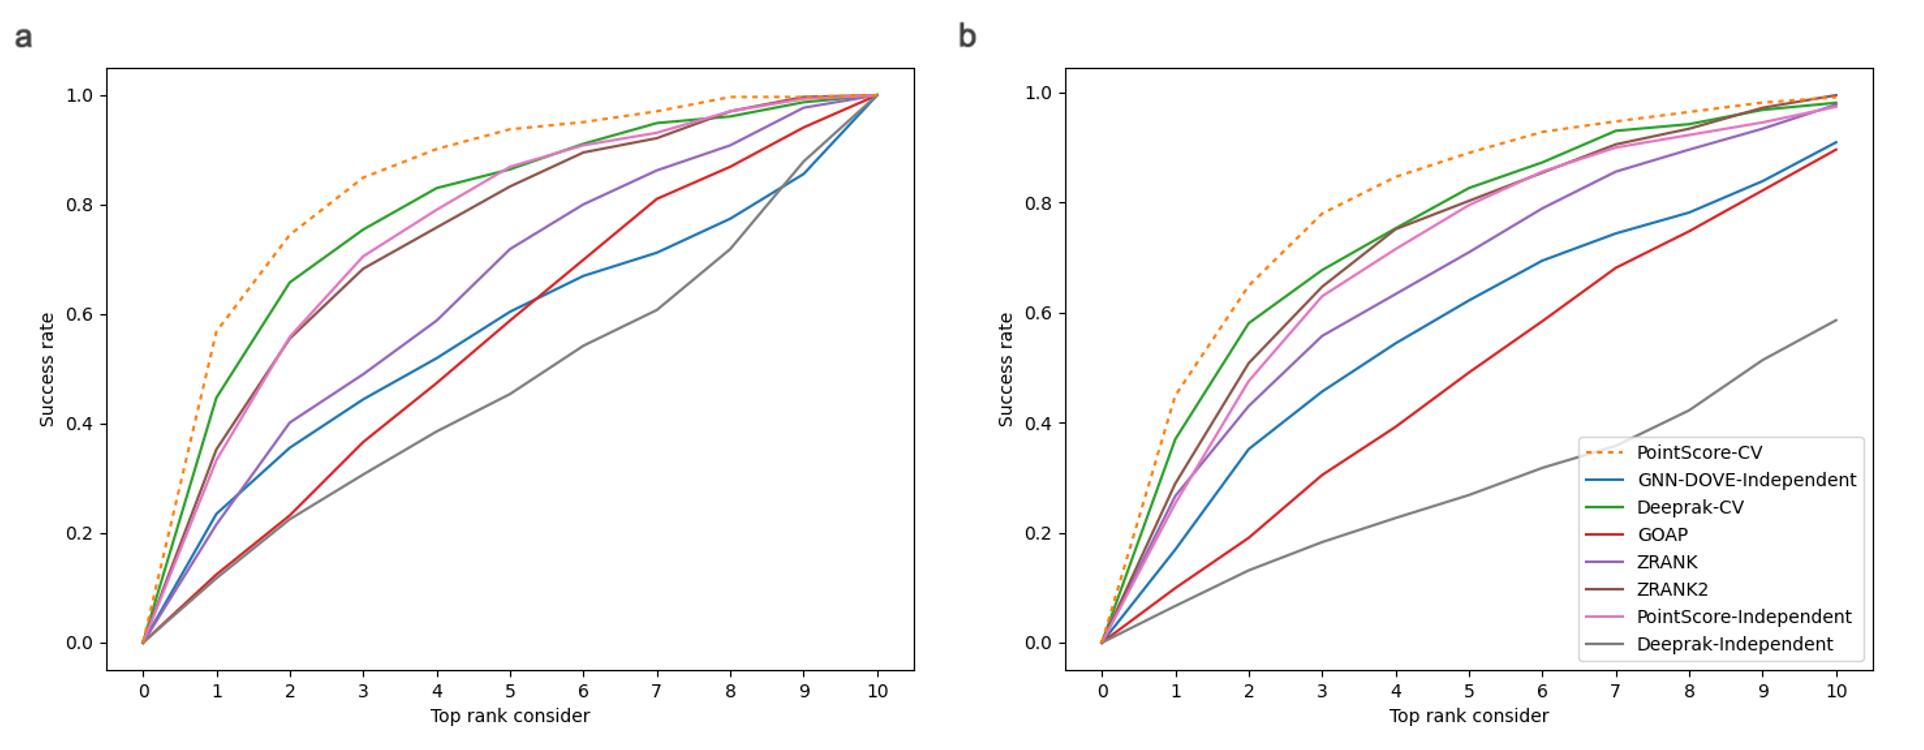 a
1.0
0.8
0.6
0.4
0.2
0.0
Success rate
0 1 2 3 4 5 6 7 8 9 10
Top rank consider
b
1.0
0.8
0.6
0.4
0.2
0.0
Success rate
0 1 2 3 4 5 6 7 8 9 10
Top rank consider
PointScore-CV
GNN-DOVE-Independent
Deeprak-CV
GOAP
ZRANK
ZRANK2
PointScore-Independent
Deeprak-Independent